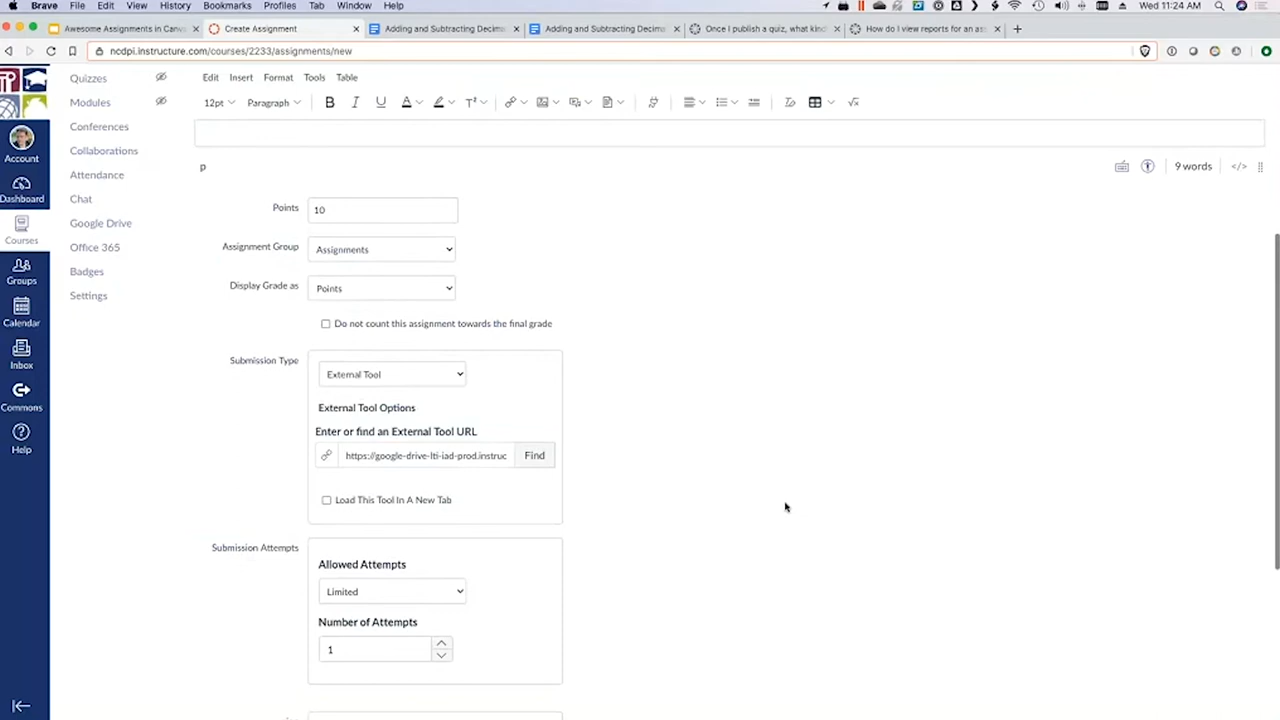 Brave File Edit View History Bookmarks Profiles Tab Window Help Wed 11:24 AM
Awesome Assignments in Canva Create Assignment Adding and Subtracting Decim Adding and Subtracting Decim Once I publish a quiz, what kind How do I view reports for an as
ncdpi.instructure.com/courses/2233/assignments/new
Quizzes
Modules
Conferences
Collaborations
Attendance
Chat
Google Drive
Office 365
Badges
Settings
Account
Dashboard
Courses
Groups
Calendar
Inbox
Commons
Help
Edit Insert Format Tools Table
12pt Paragraph B I U A T²
p 9 words </>
Points 10
Assignment Group Assignments
Display Grade as Points
Do not count this assignment towards the final grade
Submission Type
External Tool
External Tool Options
Enter or find an External Tool URL
https://google-drive-lti-iad-prod.instruc Find
Load This Tool In A New Tab
Submission Attempts
Allowed Attempts
Limited
Number of Attempts
1